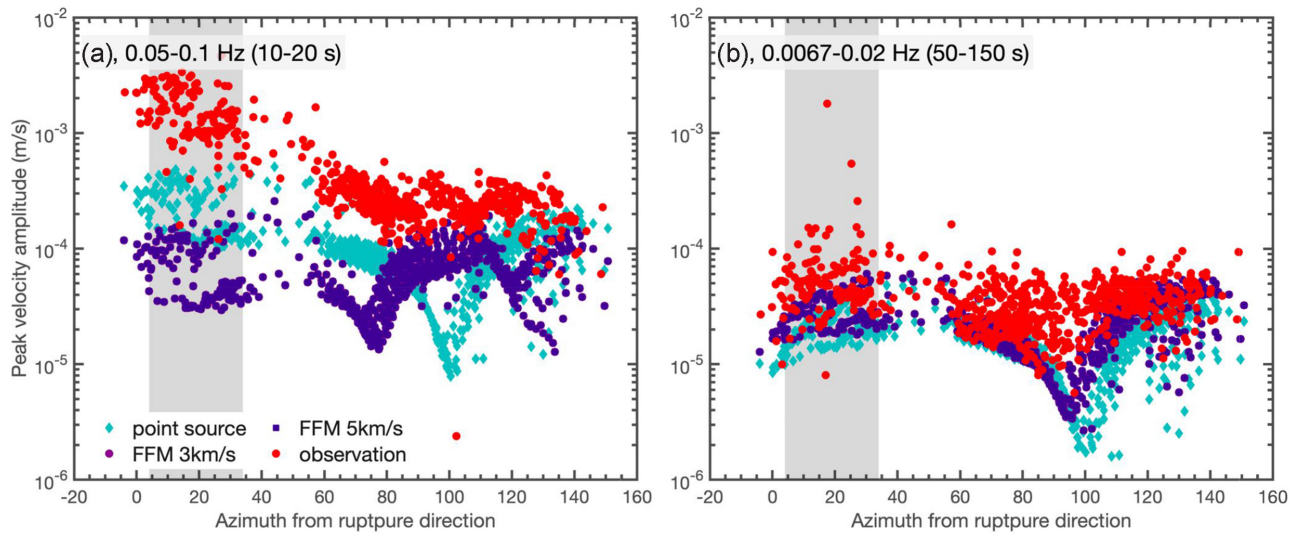 (a), 0.05-0.1 Hz (10-20 s)
10-2
10-3
10-4
10-5
10-6
Peak velocity amplitude (m/s)
point source
FFM 5km/s
FFM 3km/s
observation
-20 0 20 40 60 80 100 120 140 160
Azimuth from ruptpure direction
(b), 0.0067-0.02 Hz (50-150 s)
10-2
10-3
10-4
10-5
10-6
-20 0 20 40 60 80 100 120 140 160
Azimuth from ruptpure direction